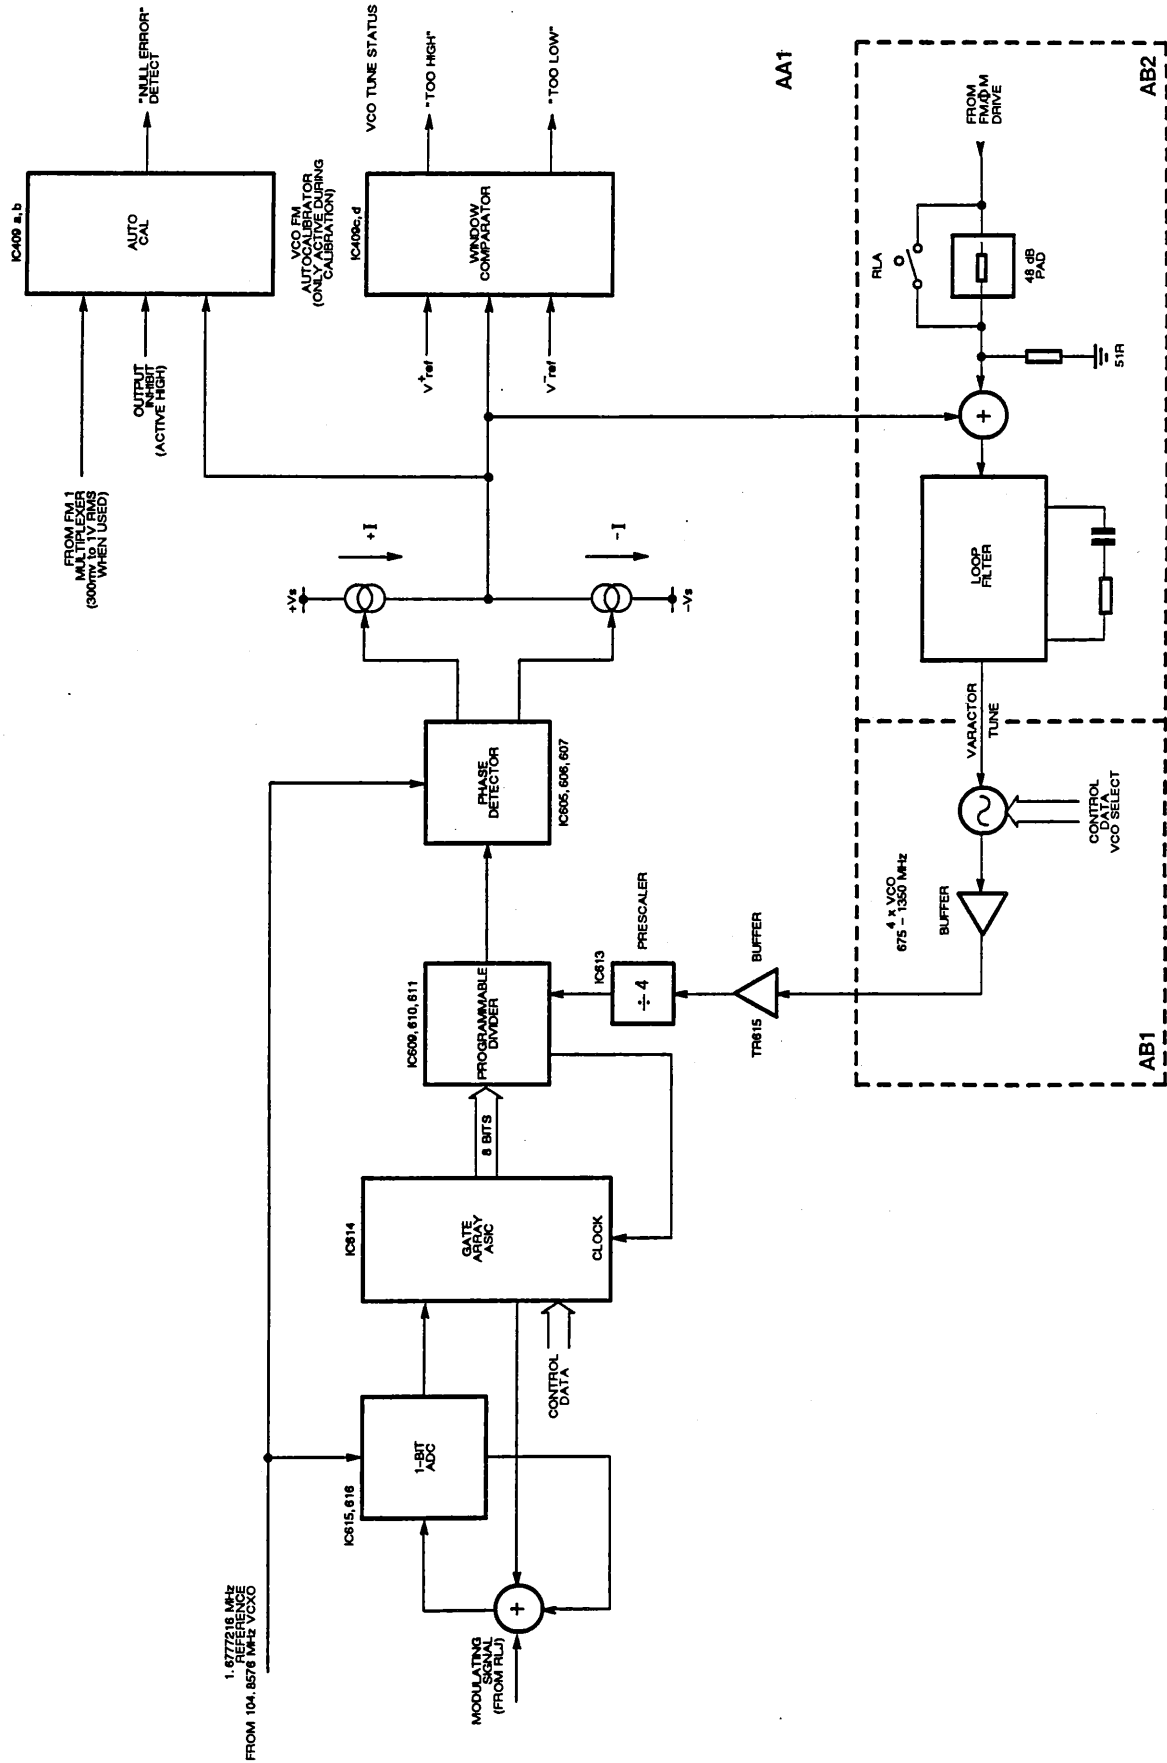 1.6777216 MHz
REFERENCE
FROM 104.8576 MHz VCXO
MODULATING
SIGNAL
(FROM RLJ)
+
IC615, 616
1-BIT
ADC
CONTROL
DATA
IC614
GATE
ARRAY
ASIC
CLOCK
8 BITS
IC609, 610, 611
PROGRAMMABLE
DIVIDER
IC613
÷ 4
PRESCALER
TR615
BUFFER
PHASE
DETECTOR
IC605, 606, 607
+Vs
+I
-I
-Vs
FROM FM 1
MULTIPLEXER
(300mv to 1V RMS
WHEN USED)
OUTPUT
INHIBIT
(ACTIVE HIGH)
IC409 a, b
AUTO
CAL
"NULL ERROR"
DETECT
VCO FM
AUTOCALIBRATOR
(ONLY ACTIVE DURING
CALIBRATION)
IC409c, d
V+ref
V-ref
WINDOW
COMPARATOR
VCO TUNE STATUS
"TOO HIGH"
"TOO LOW"
AA1
AB1
4 x VCO
675 - 1350 MHz
BUFFER
CONTROL
DATA
VCO SELECT
VARACTOR
TUNE
LOOP
FILTER
+
51R
RLA
48 dB
PAD
FROM
FM/ΦM
DRIVE
AB2